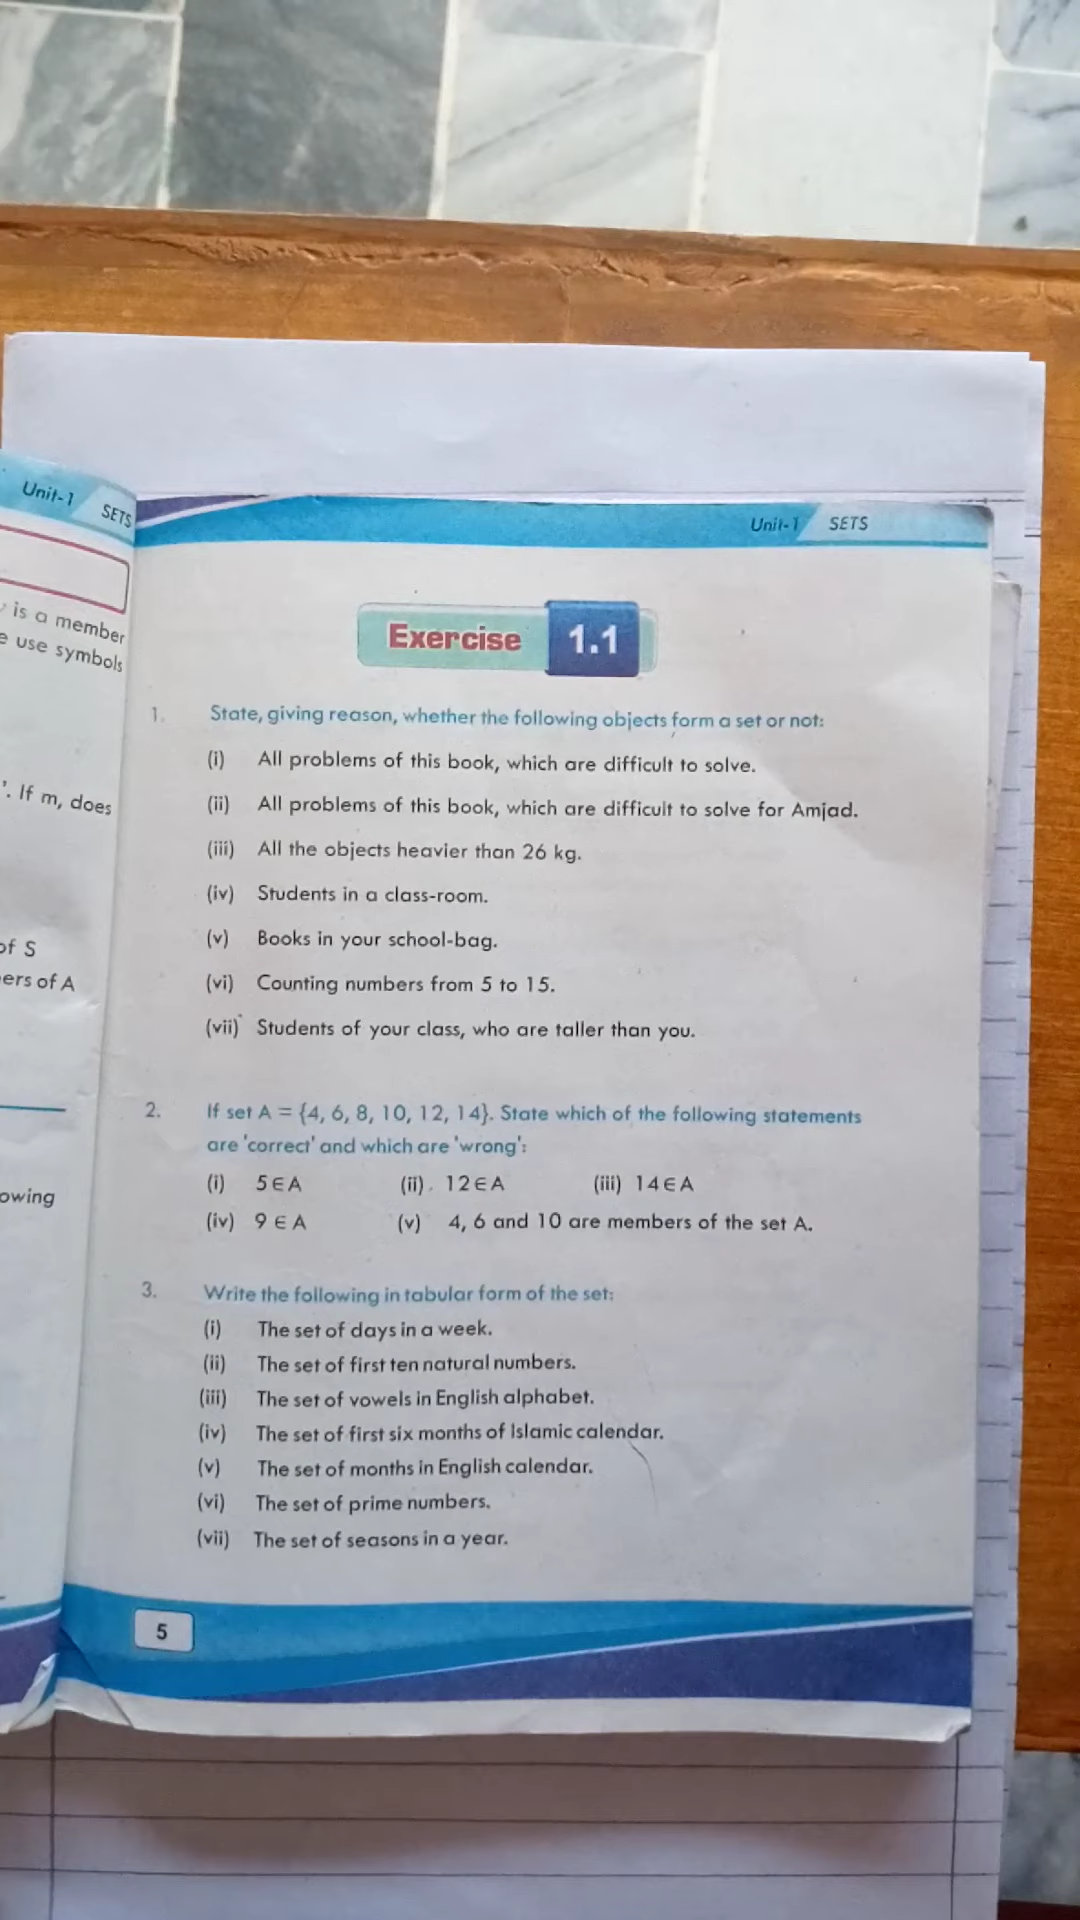 Unit-1 SETS
is a member
use symbols
'. If m, does
of S
ers of A
owing
Unit-1 SETS
Exercise 1.1
1. State, giving reason, whether the following objects form a set or not:
(i) All problems of this book, which are difficult to solve.
(ii) All problems of this book, which are difficult to solve for Amjad.
(iii) All the objects heavier than 26 kg.
(iv) Students in a class-room.
(v) Books in your school-bag.
(vi) Counting numbers from 5 to 15.
(vii) Students of your class, who are taller than you.
2. If set A = {4, 6, 8, 10, 12, 14}. State which of the following statements
are 'correct' and which are 'wrong':
(i) 5∈A (ii). 12∈A (iii) 14∈A
(iv) 9 ∈ A (v) 4, 6 and 10 are members of the set A.
3. Write the following in tabular form of the set:
(i) The set of days in a week.
(ii) The set of first ten natural numbers.
(iii) The set of vowels in English alphabet.
(iv) The set of first six months of Islamic calendar.
(v) The set of months in English calendar.
(vi) The set of prime numbers.
(vii) The set of seasons in a year.
5